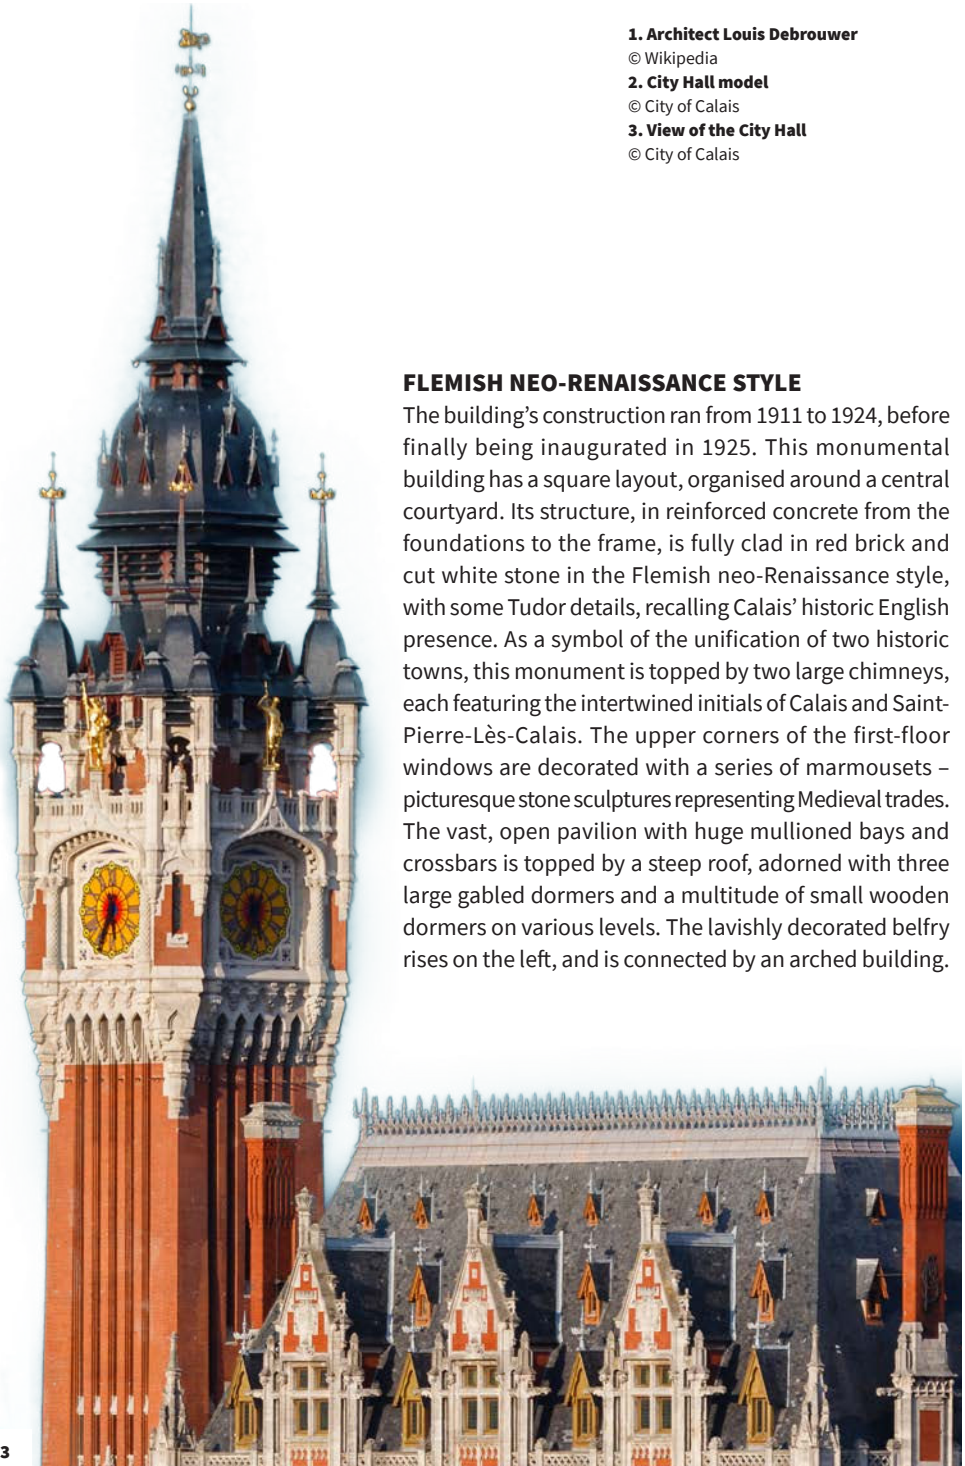 1. Architect Louis Debrouwer
© Wikipedia
2. City Hall model
© City of Calais
3. View of the City Hall
© City of Calais
FLEMISH NEO-RENAISSANCE STYLE
The building’s construction ran from 1911 to 1924, before
finally being inaugurated in 1925. This monumental
building has a square layout, organised around a central
courtyard. Its structure, in reinforced concrete from the
foundations to the frame, is fully clad in red brick and
cut white stone in the Flemish neo-Renaissance style,
with some Tudor details, recalling Calais’ historic English
presence. As a symbol of the unification of two historic
towns, this monument is topped by two large chimneys,
each featuring the intertwined initials of Calais and Saint-
Pierre-Lès-Calais. The upper corners of the first-floor
windows are decorated with a series of marmousets –
picturesque stone sculptures representing Medieval trades.
The vast, open pavilion with huge mullioned bays and
crossbars is topped by a steep roof, adorned with three
large gabled dormers and a multitude of small wooden
dormers on various levels. The lavishly decorated belfry
rises on the left, and is connected by an arched building.
3